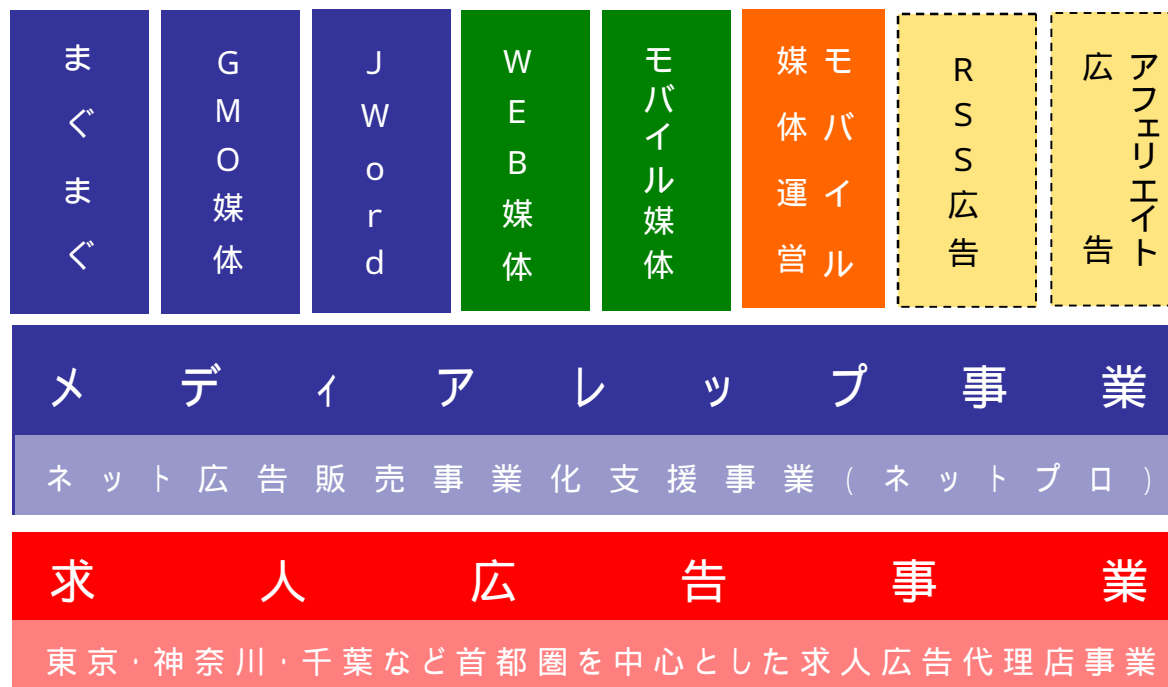 まぐまぐ
GMO媒体
JWord
WEB媒体
モバイル媒体
モバイル
媒体運営
RSS広告
アフェリエイト
広告
メディアレップ事業
ネット広告販売事業化支援事業(ネットプロ)
求人広告事業
東京・神奈川・千葉など首都圏を中心とした求人広告代理店事業